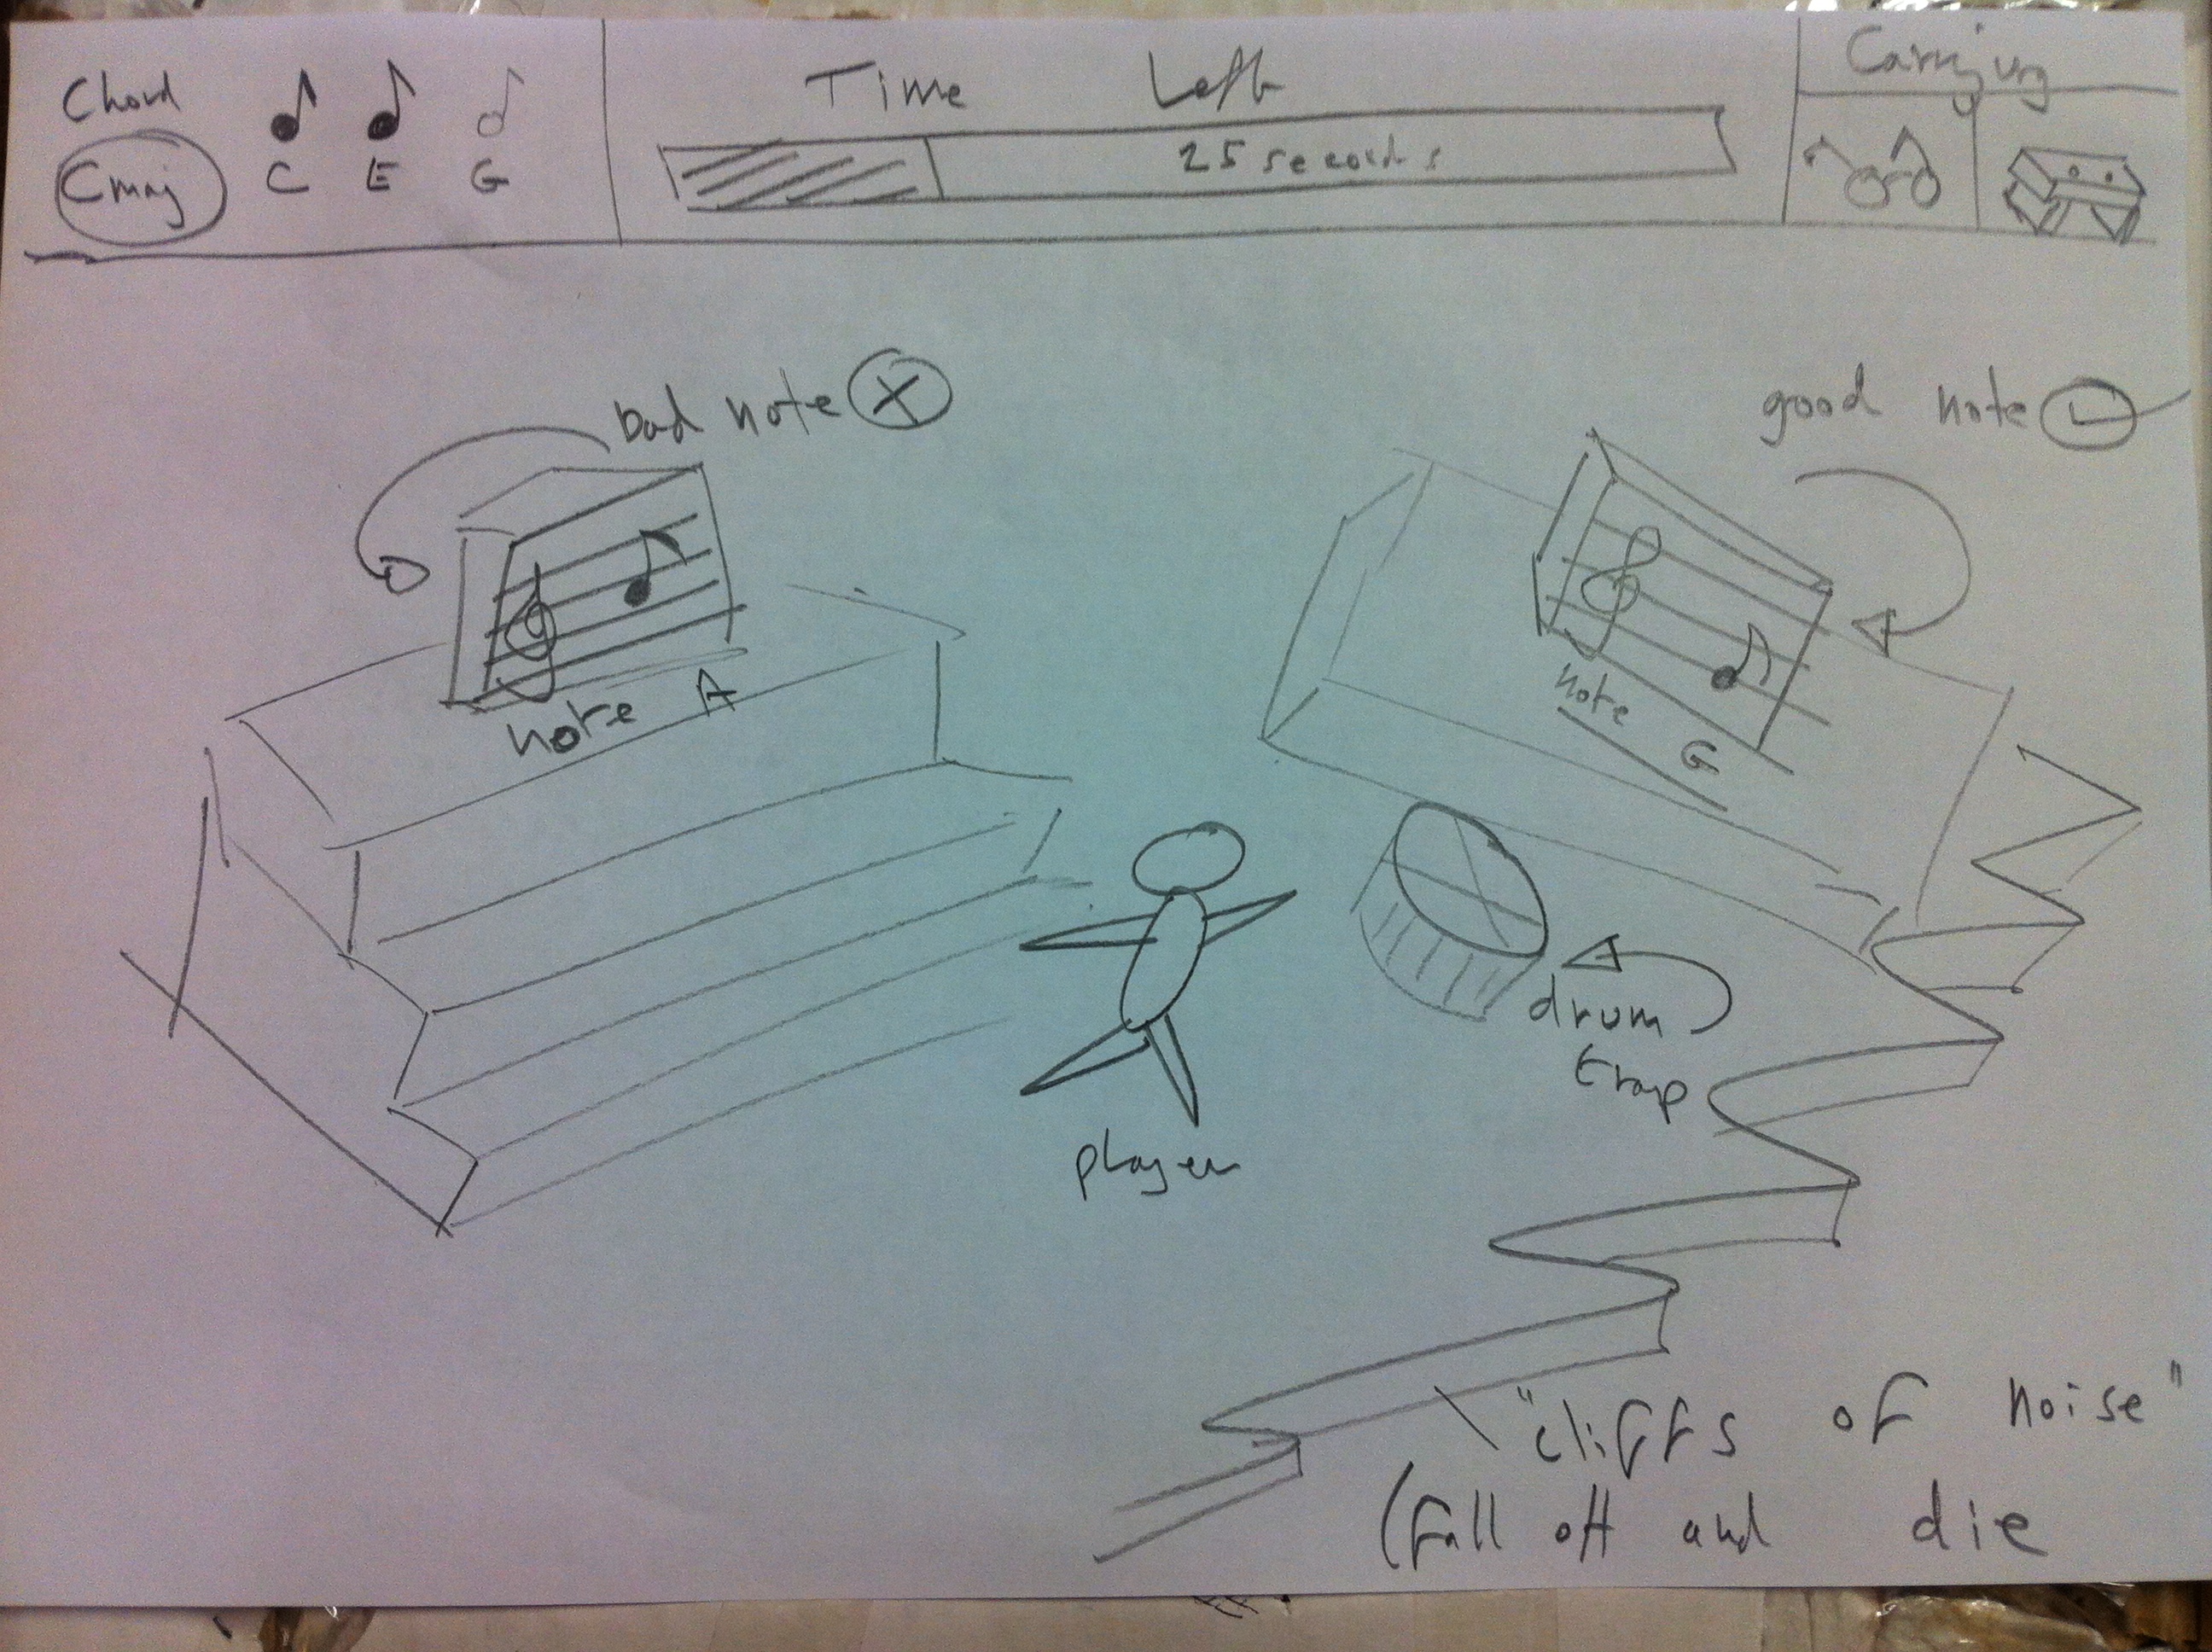 Chord
Cmaj
C E G
Time Left
25 seconds
Carrying
bad note
good note
note A
note G
player
drum
trap
"cliffs of noise"
(fall off and die